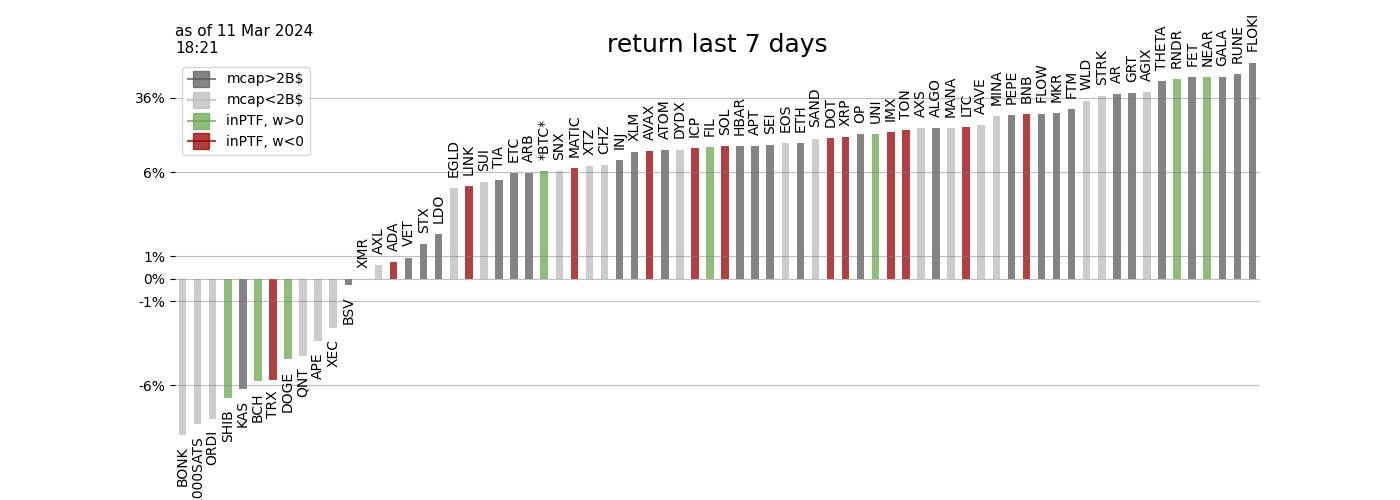 as of 11 Mar 2024
18:21
return last 7 days
mcap>2B$
mcap<2B$
inPTF, w>0
inPTF, w<0
36%
6%
1%
0%
-1%
-6%
BONK
000SATS
ORDI
SHIB
KAS
BCH
TRX
DOGE
QNT
APE
XEC
BSV
XMR
AXL
ADA
VET
STX
LDO
EGLD
LINK
SUI
TIA
ETC
ARB
*BTC*
SNX
MATIC
XTZ
CHZ
INJ
XLM
AVAX
ATOM
DYDX
ICP
FIL
SOL
HBAR
APT
SEI
EOS
ETH
SAND
DOT
XRP
OP
UNI
IMX
TON
AXS
ALGO
MANA
LTC
AAVE
MINA
PEPE
BNB
FLOW
MKR
FTM
WLD
STRK
AR
GRT
AGIX
THETA
RNDR
FET
NEAR
GALA
RUNE
FLOKI